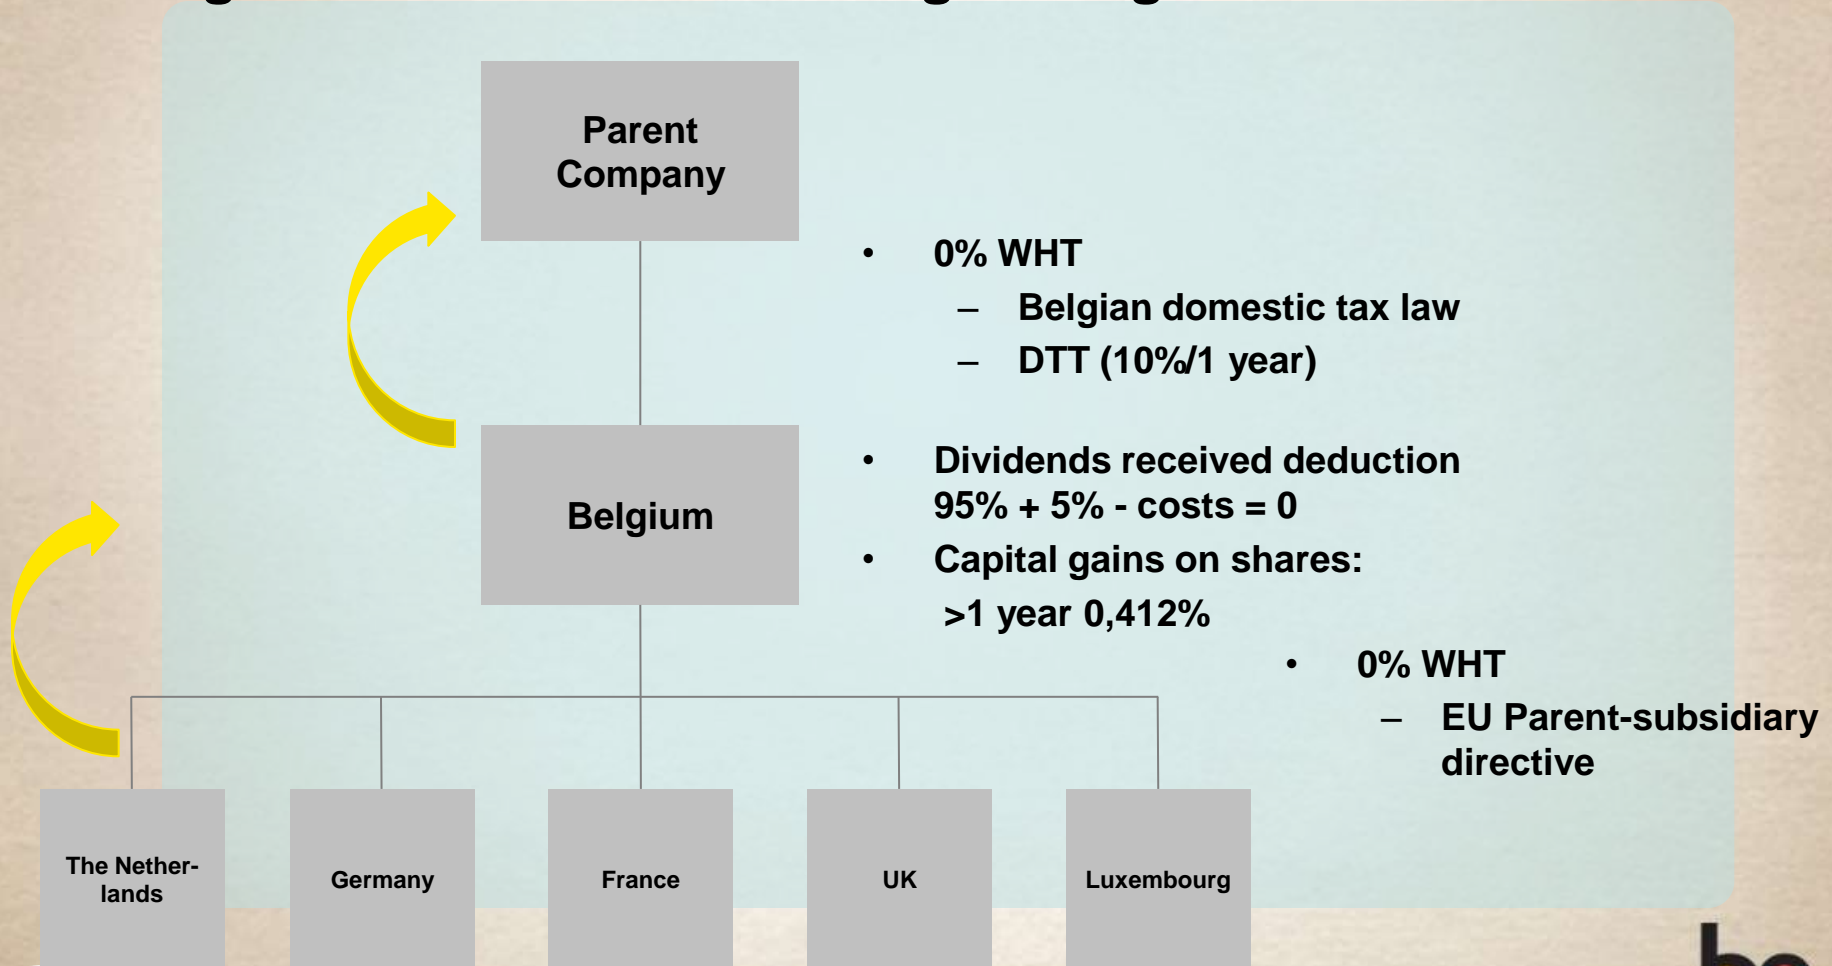 Parent
Company
• 0% WHT
– Belgian domestic tax law
– DTT (10%/1 year)
Belgium
• Dividends received deduction
95% + 5% - costs = 0
• Capital gains on shares:
>1 year 0,412%
• 0% WHT
– EU Parent-subsidiary
directive
The Nether-
lands
Germany
France
UK
Luxembourg